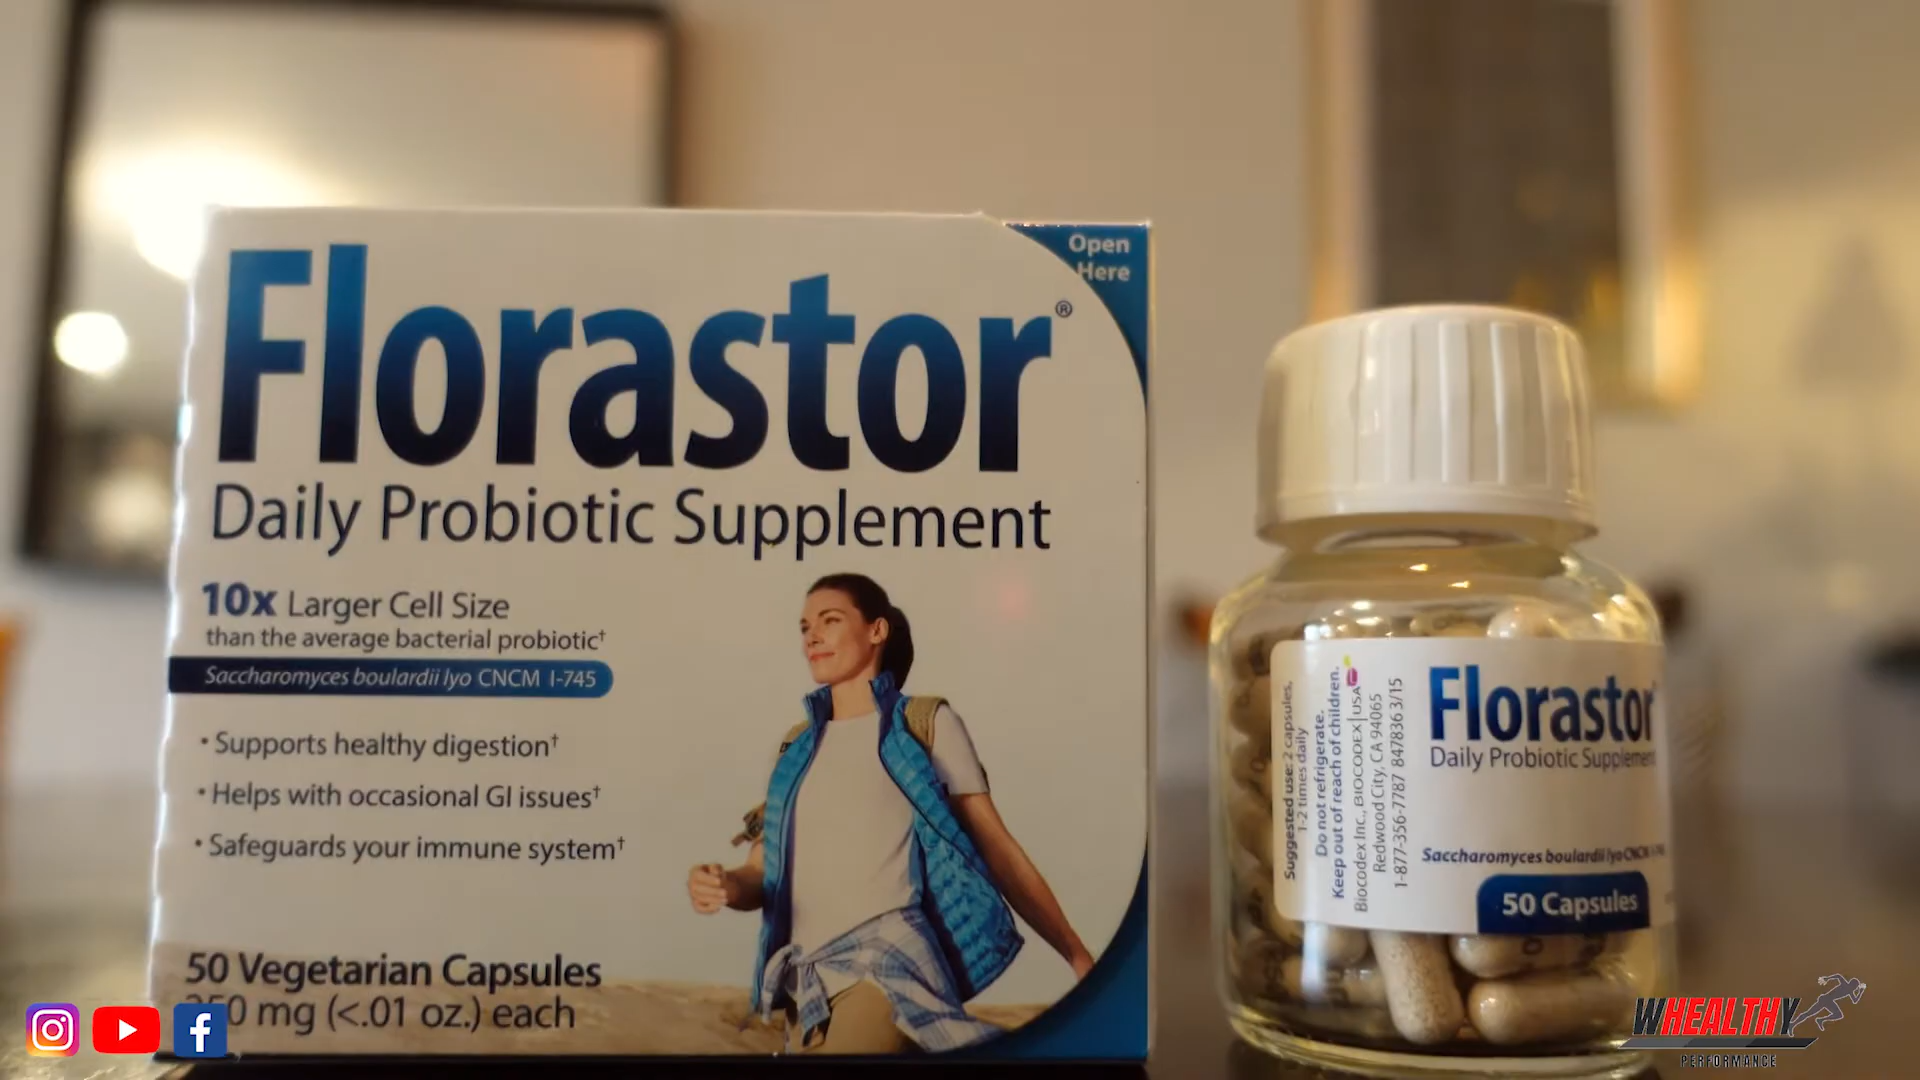 Open
Here
Florastor®
Daily Probiotic Supplement
10x Larger Cell Size
than the average bacterial probiotic†
Saccharomyces boulardii lyo CNCM I-745
• Supports healthy digestion†
• Helps with occasional GI issues†
• Safeguards your immune system†
50 Vegetarian Capsules
0 mg (<.01 oz.) each
Suggested use: 2 capsules,
1-2 times daily
Do not refrigerate.
Keep out of reach of children.
Biocodex Inc., BIOCODEX|USA
Redwood City, CA 94065
1-877-356-7787 847836 3/15
Florastor
Daily Probiotic Supplement
Saccharomyces boulardii lyo CNCM
50 Capsules
WHEALTHY
PERFORMANCE